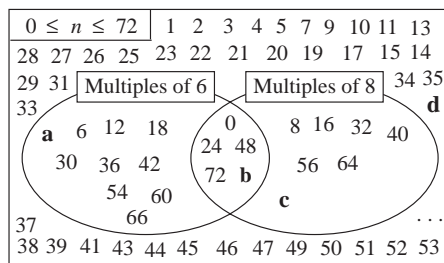 0 ≤ n ≤ 72 1 2 3 4 5 7 9 10 11 13
28 27 26 25 23 22 21 20 19 17 15 14
29 31 Multiples of 6 Multiples of 8 34 35
33 d
a 6 12 18 0 8 16 32 40
24 48
30 36 42 72 b 56 64
54 60 c
66
37 . . .
38 39 41 43 44 45 46 47 49 50 51 52 53